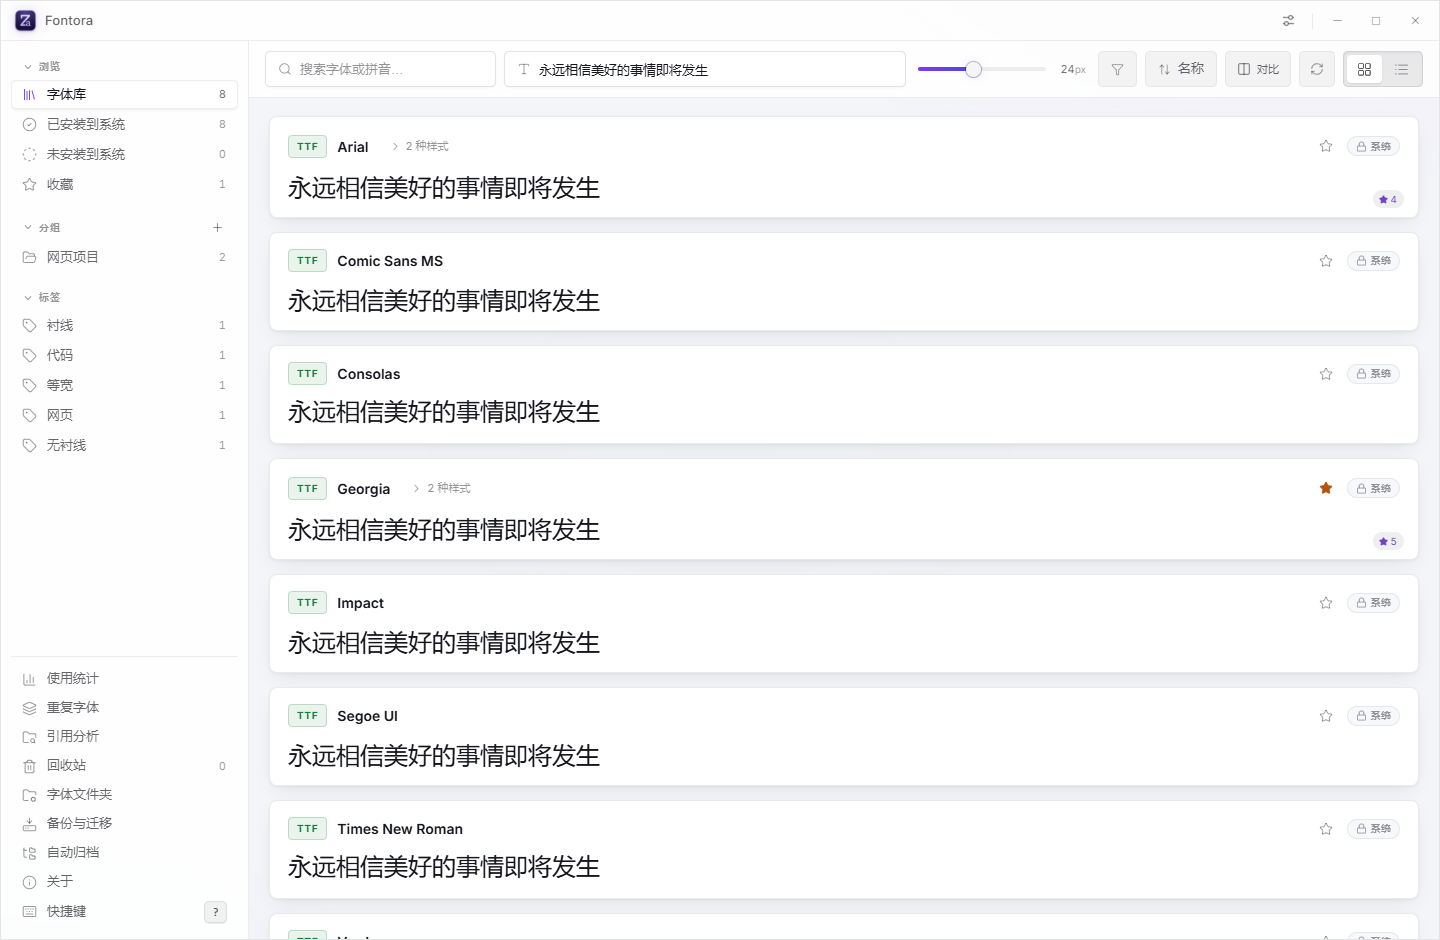 Fontora
浏览
字体库 8
已安装到系统 8
未安装到系统 0
收藏 1
分组
网页项目 2
标签
衬线 1
代码 1
等宽 1
网页 1
无衬线 1
使用统计
重复字体
引用分析
回收站 0
字体文件夹
备份与迁移
自动归档
关于
快捷键 ?
搜索字体或拼音...
永远相信美好的事情即将发生
24px
名称
对比
TTF Arial 2 种样式 系统
永远相信美好的事情即将发生
4
TTF Comic Sans MS 系统
永远相信美好的事情即将发生
TTF Consolas 系统
永远相信美好的事情即将发生
TTF Georgia 2 种样式 系统
永远相信美好的事情即将发生
5
TTF Impact 系统
永远相信美好的事情即将发生
TTF Segoe UI 系统
永远相信美好的事情即将发生
TTF Times New Roman 系统
永远相信美好的事情即将发生